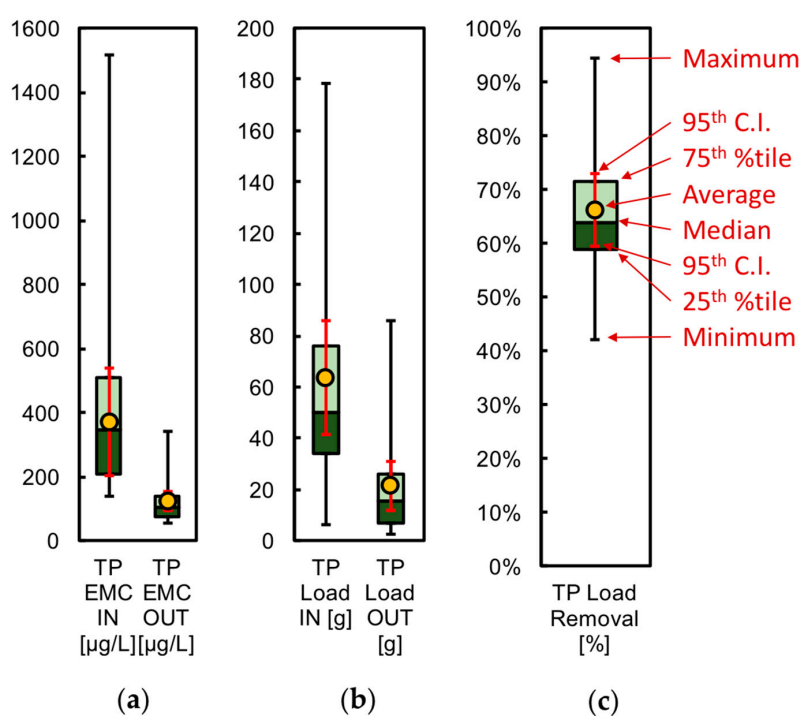 1600
1400
1200
1000
800
600
400
200
0
TP
EMC
IN
[µg/L]
TP
EMC
OUT
[µg/L]
(a)
200
180
160
140
120
100
80
60
40
20
0
TP
Load
IN [g]
TP
Load
OUT
[g]
(b)
100%
90%
80%
70%
60%
50%
40%
30%
20%
10%
0%
Maximum
95th C.I.
75th %tile
Average
Median
95th C.I.
25th %tile
Minimum
TP Load
Removal
[%]
(c)